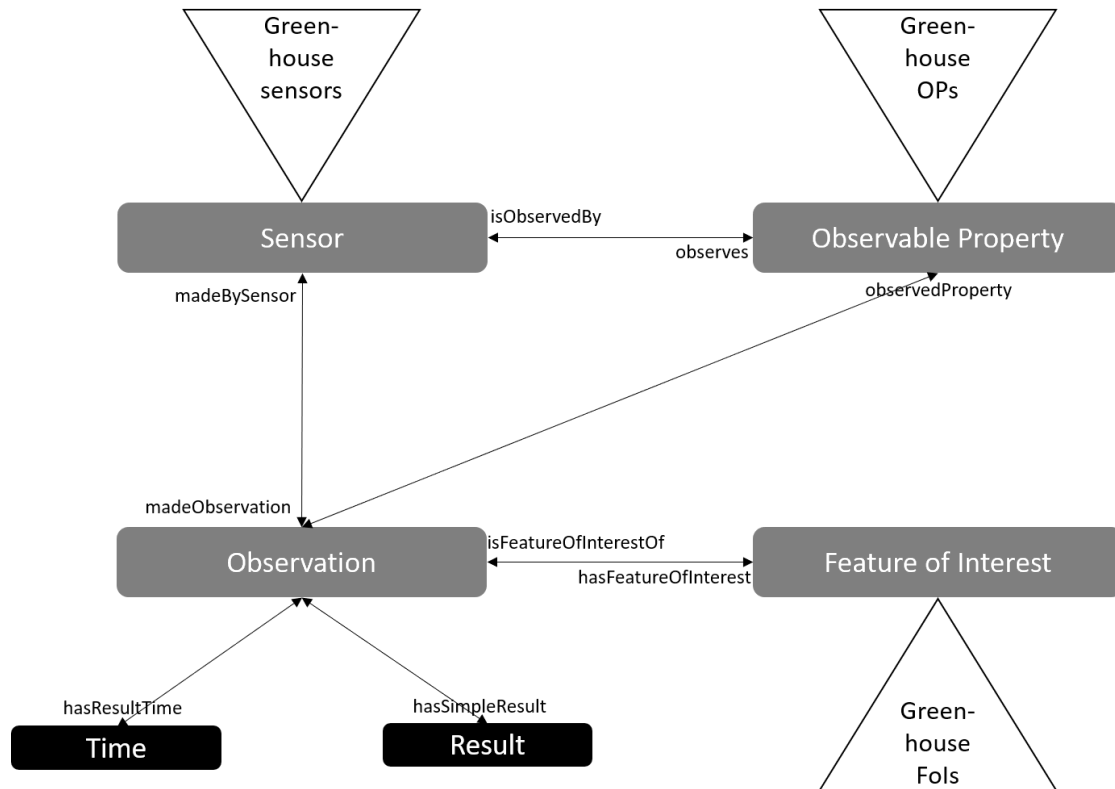 Green-
house
sensors
Green-
house
OPs
Sensor
isObservedBy
observes
Observable Property
madeBySensor
observedProperty
madeObservation
Observation
isFeatureOfInterestOf
hasFeatureOfInterest
Feature of Interest
hasResultTime
hasSimpleResult
Time
Result
Green-
house
FoIs